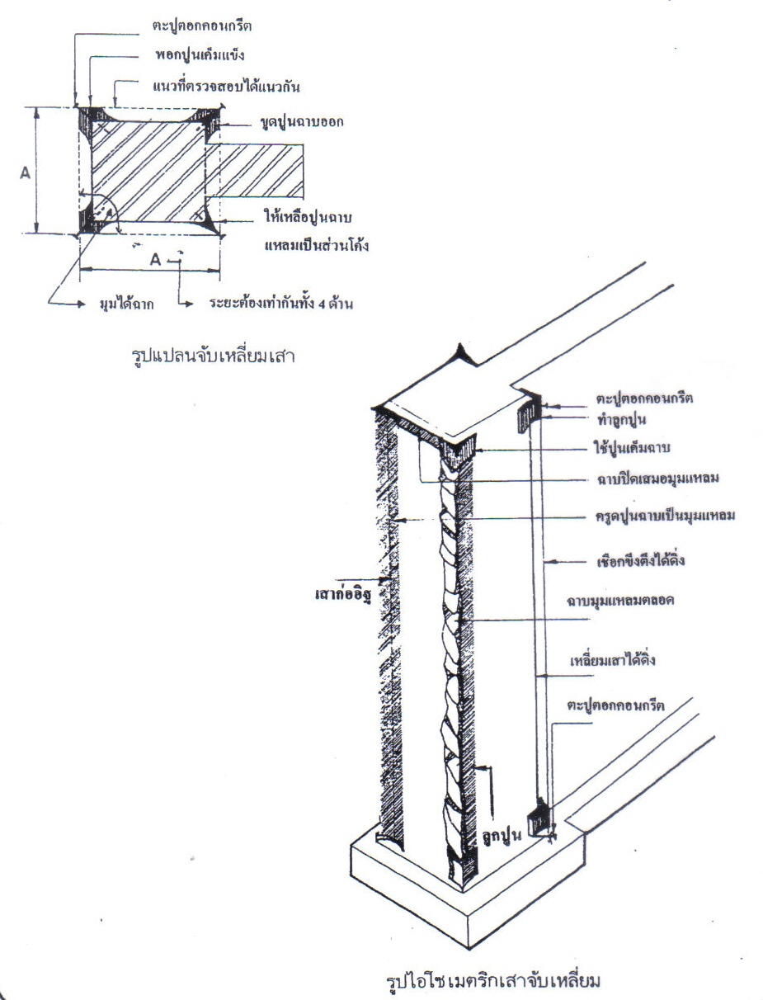 ตะปูตอกคอนกรีต
พอกปูนเค็มแข็ง
แนวที่ตรวจสอบได้แนวกัน
ขูดปูนฉาบออก
A
ให้เหลือปูนฉาบ
แหลมเป็นส่วนโค้ง
A
มุมได้ฉาก
ระยะต้องเท่ากันทั้ง 4 ด้าน
รูปแปลนจับเหลี่ยมเสา
ตะปูตอกคอนกรีต
ทำลูกปูน
ใช้ปูนเค็มฉาบ
ฉาบปิดเสมอมุมแหลม
ครูดปูนฉาบเป็นมุมแหลม
เชือกขึงตึงได้ดิ่ง
เสาก่ออิฐ
ฉาบมุมแหลมตลอด
เหลี่ยมเสาได้ดิ่ง
ตะปูตอกคอนกรีต
ลูกปูน
รูปไอโซเมตริกเสาจับเหลี่ยม